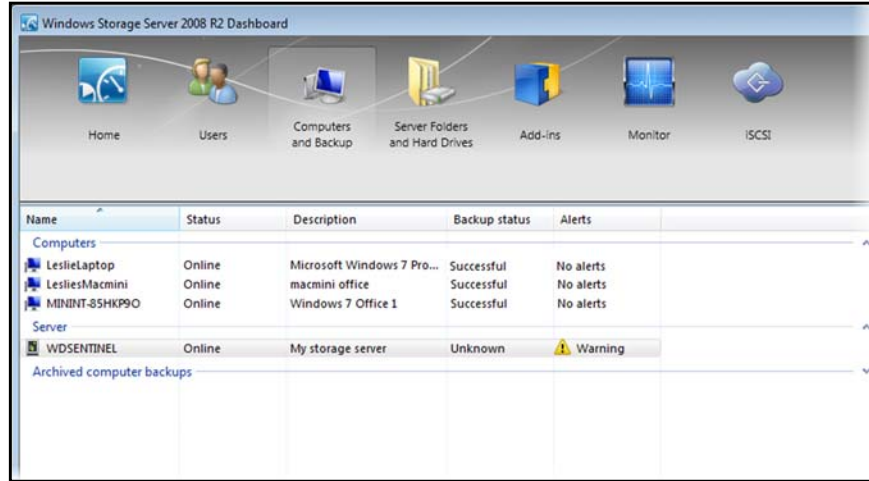 Windows Storage Server 2008 R2 Dashboard
Home Users Computers and Backup Server Folders and Hard Drives Add-ins Monitor iSCSI
Name Status Description Backup status Alerts
Computers
LeslieLaptop Online Microsoft Windows 7 Pro... Successful No alerts
LesliesMacmini Online macmini office Successful No alerts
MININT-85HKP9O Online Windows 7 Office 1 Successful No alerts
Server
WDSENTINEL Online My storage server Unknown Warning
Archived computer backups